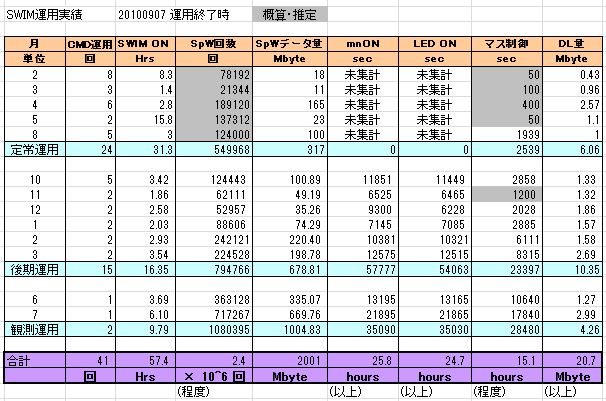 SWIM運用実績 20100907 運用終了時 概算・推定
月 CMD運用 SWIM ON SpW回数 SpWデータ量 mnON LED ON マス制御 DL量
単位 回 Hrs 回 Mbyte sec sec sec Mbyte
2 8 8.3 78192 18 未集計 未集計 50 0.43
3 3 1.4 21344 11 未集計 未集計 100 0.96
4 6 2.8 189120 165 未集計 未集計 400 2.57
5 2 15.8 137312 23 未集計 未集計 50 1.1
8 5 3 124000 100 未集計 未集計 1939 1
定常運用 24 31.3 549968 317 0 0 2539 6.06
10 5 3.42 124443 100.89 11851 11449 2858 1.33
11 2 1.86 62111 49.19 6525 6465 1200 1.32
12 2 2.58 52957 35.26 9300 6228 2028 1.86
1 2 2.03 88606 74.29 7145 7085 2885 1.57
2 2 2.93 242121 220.40 10381 10321 6111 1.58
3 2 3.54 224528 198.78 12575 12515 8315 2.69
後期運用 15 16.35 794766 678.81 57777 54063 23397 10.35
6 1 3.69 363128 335.07 13195 13165 10640 1.27
7 1 6.10 717267 669.76 21895 21865 17840 2.99
観測運用 2 9.79 1080395 1004.83 35090 35030 28480 4.26
合計 41 57.4 2.4 2001 25.8 24.7 15.1 20.7
回 Hrs × 10^6 回 Mbyte hours hours hours Mbyte
(程度) (以上) (以上) (程度) (以上)